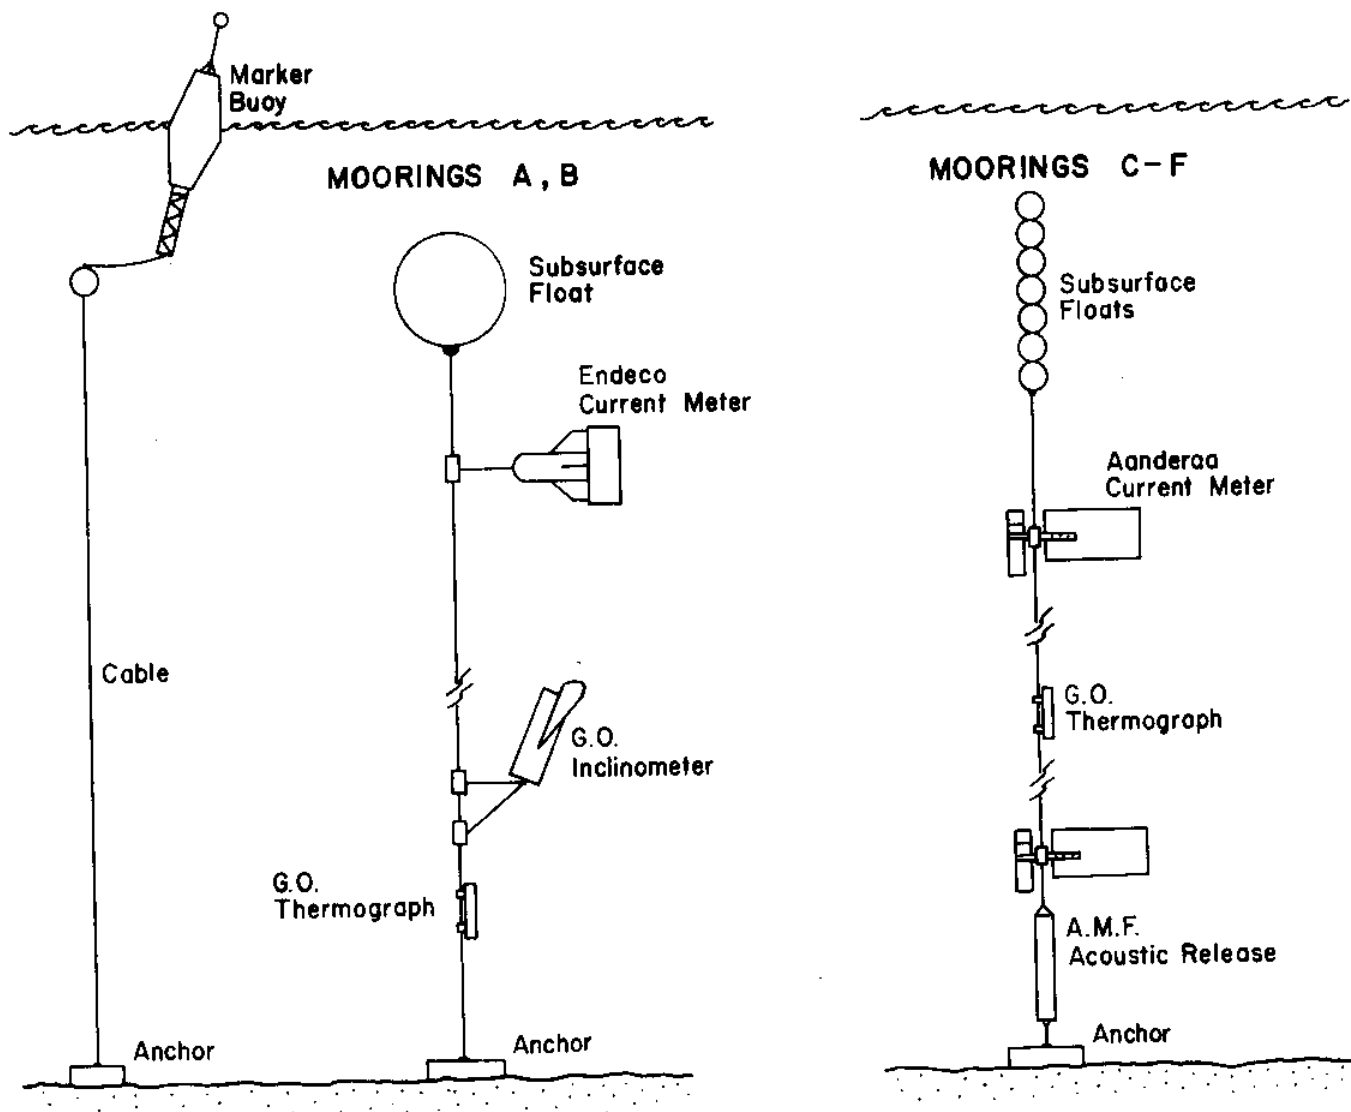 Marker
Buoy
MOORINGS A, B
Subsurface
Float
Endeco
Current Meter
Cable
G.O.
Inclinometer
G.O.
Thermograph
Anchor
Anchor
MOORINGS C-F
Subsurface
Floats
Aanderaa
Current Meter
G.O.
Thermograph
A.M.F.
Acoustic Release
Anchor